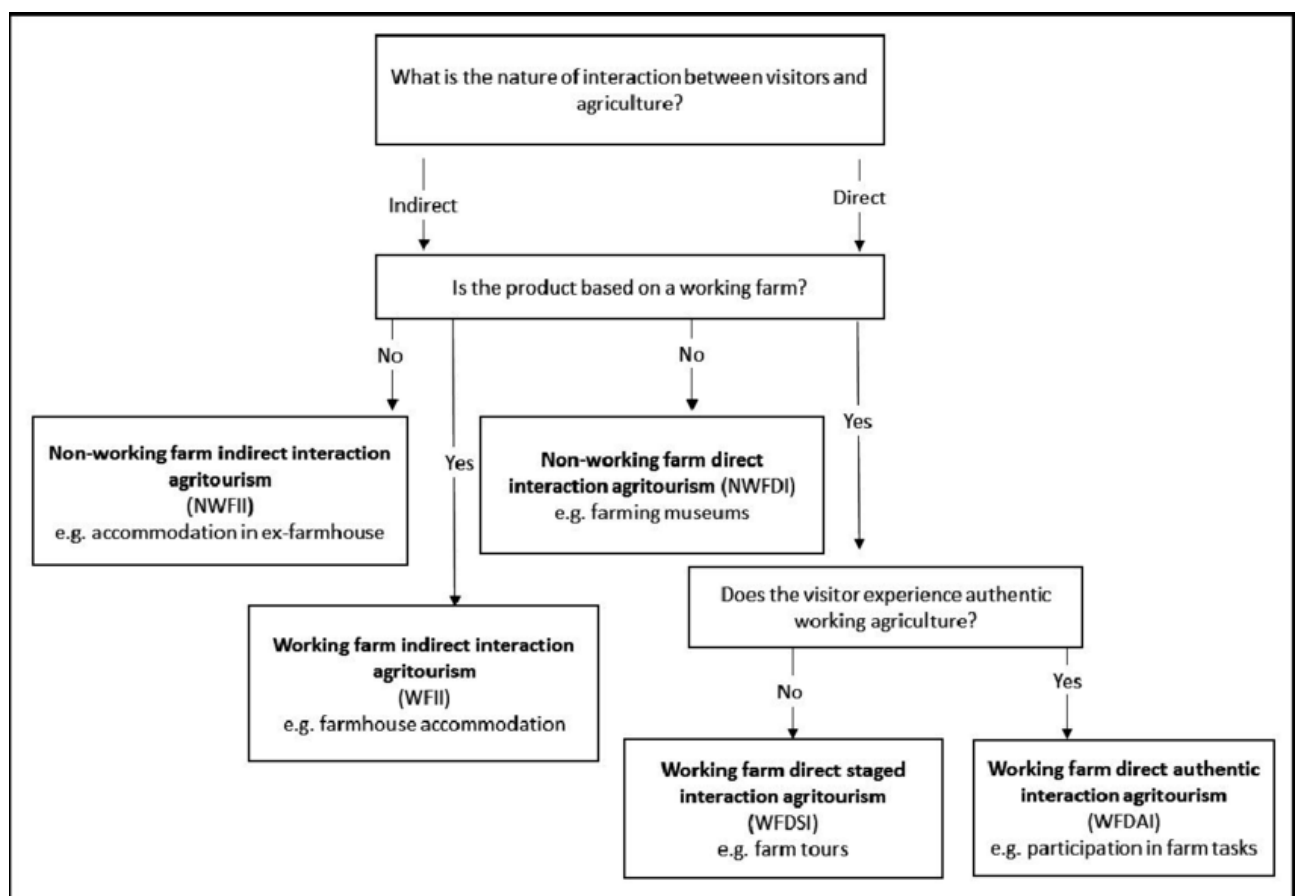 What is the nature of interaction between visitors and
agriculture?
Indirect
Direct
Is the product based on a working farm?
No
Yes
No
Yes
Non-working farm indirect interaction
agritourism
(NWFII)
e.g. accommodation in ex-farmhouse
Non-working farm direct
interaction agritourism (NWFDI)
e.g. farming museums
Working farm indirect interaction
agritourism
(WFII)
e.g. farmhouse accommodation
Does the visitor experience authentic
working agriculture?
No
Yes
Working farm direct staged
interaction agritourism
(WFDSI)
e.g. farm tours
Working farm direct authentic
interaction agritourism
(WFDAI)
e.g. participation in farm tasks